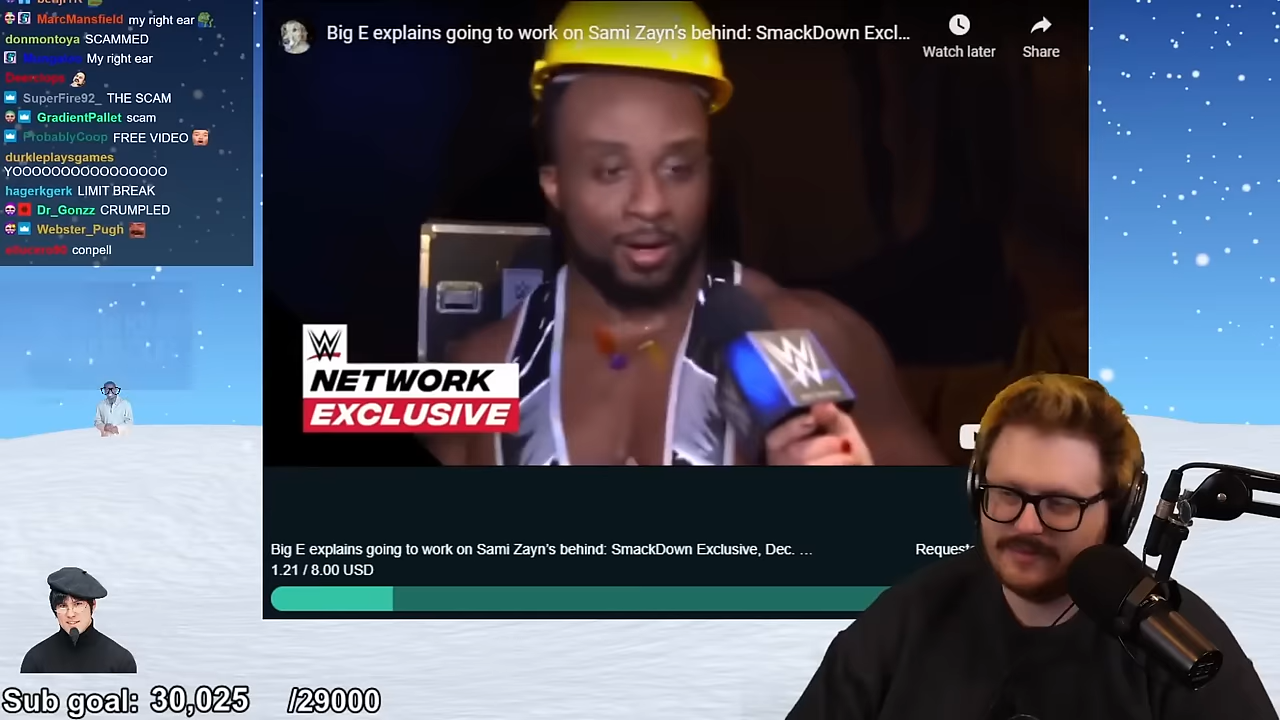 MarcMansfield my right ear
donmontoya SCAMMED
My right ear
SuperFire92_ THE SCAM
GradientPallet scam
ProbablyCoop FREE VIDEO
durkleplaysgames
YOOOOOOOOOOOOOOO
hagerkgerk LIMIT BREAK
Dr_Gonzz CRUMPLED
Webster_Pugh
conpell
Big E explains going to work on Sami Zayn's behind: SmackDown Excl...
Watch later
Share
W
NETWORK
EXCLUSIVE
W
Big E explains going to work on Sami Zayn's behind: SmackDown Exclusive, Dec. ...
Request
1.21 / 8.00 USD
Sub goal: 30,025 /29000